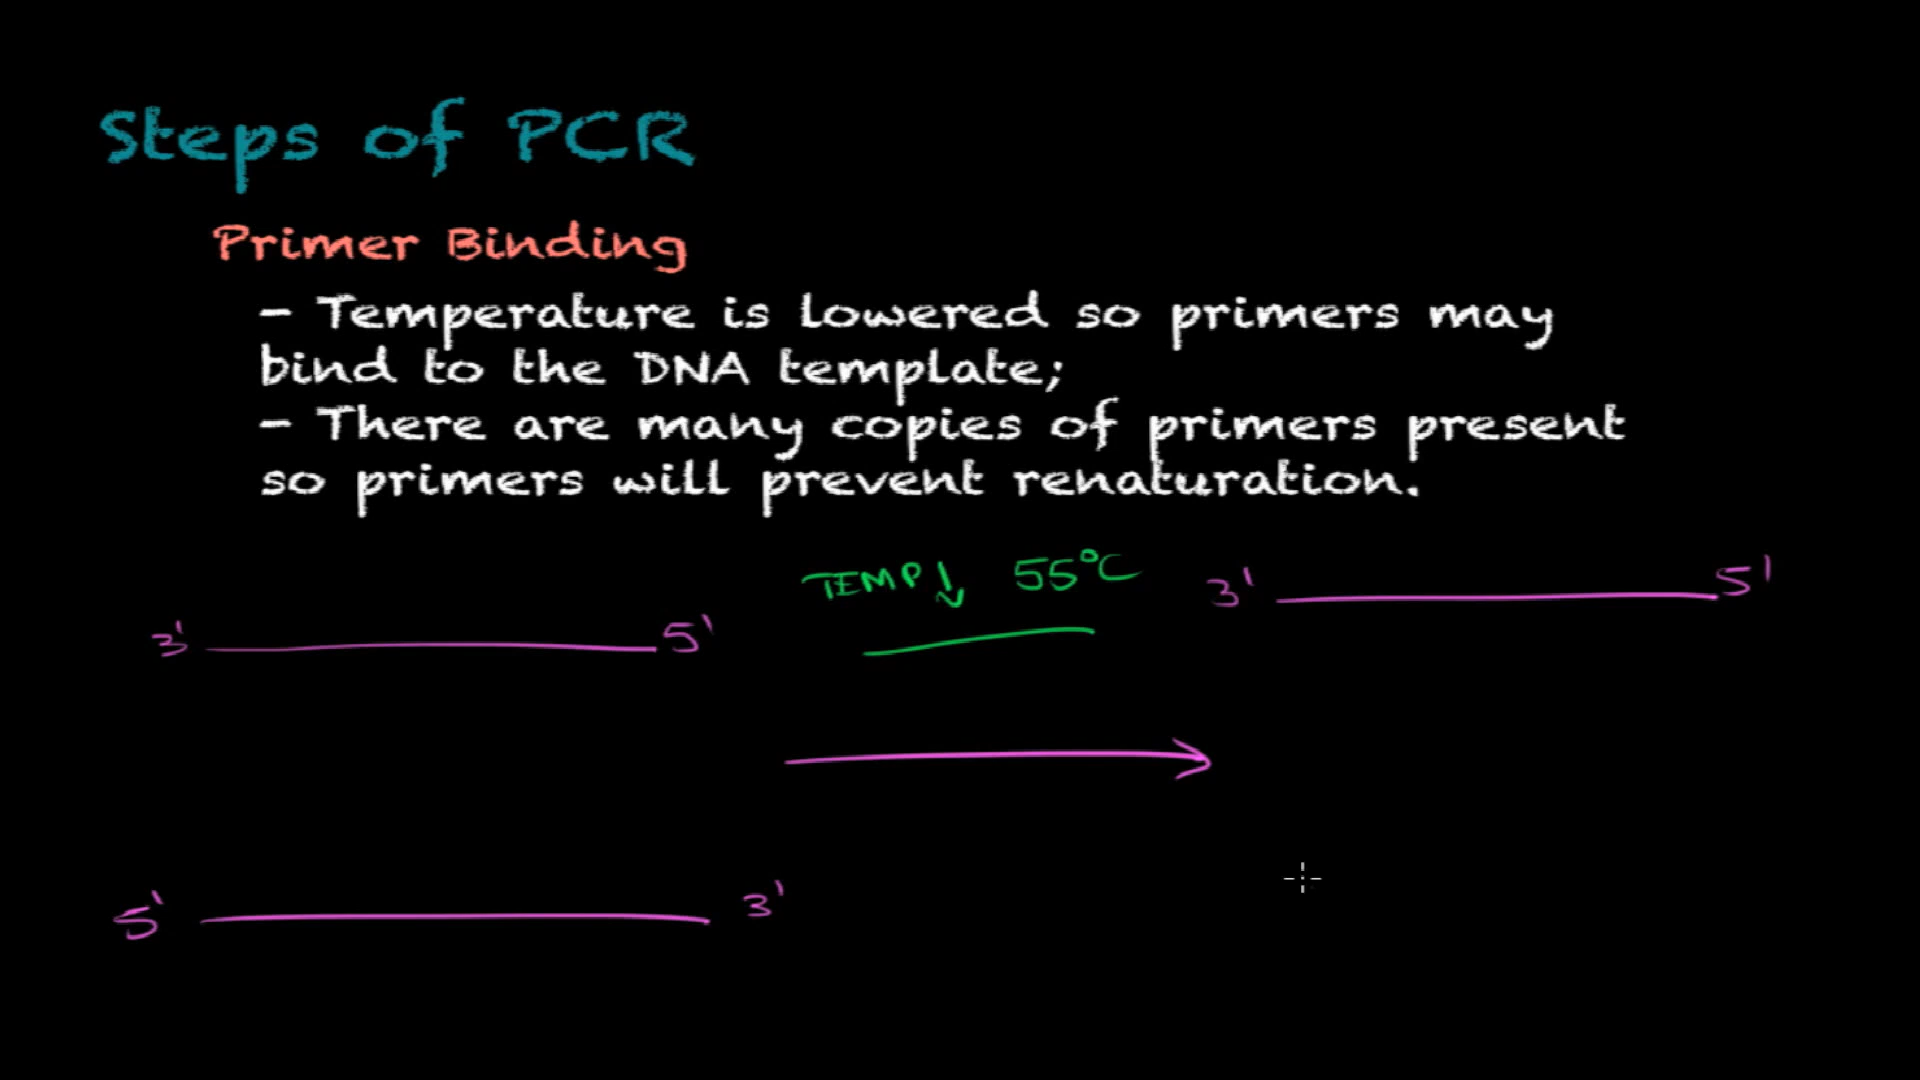 Steps of PCR
Primer Binding
- Temperature is lowered so primers may
bind to the DNA template;
- There are many copies of primers present
so primers will prevent renaturation.
TEMP↓ 55°C
3' 5'
3' 5'
5' 3'